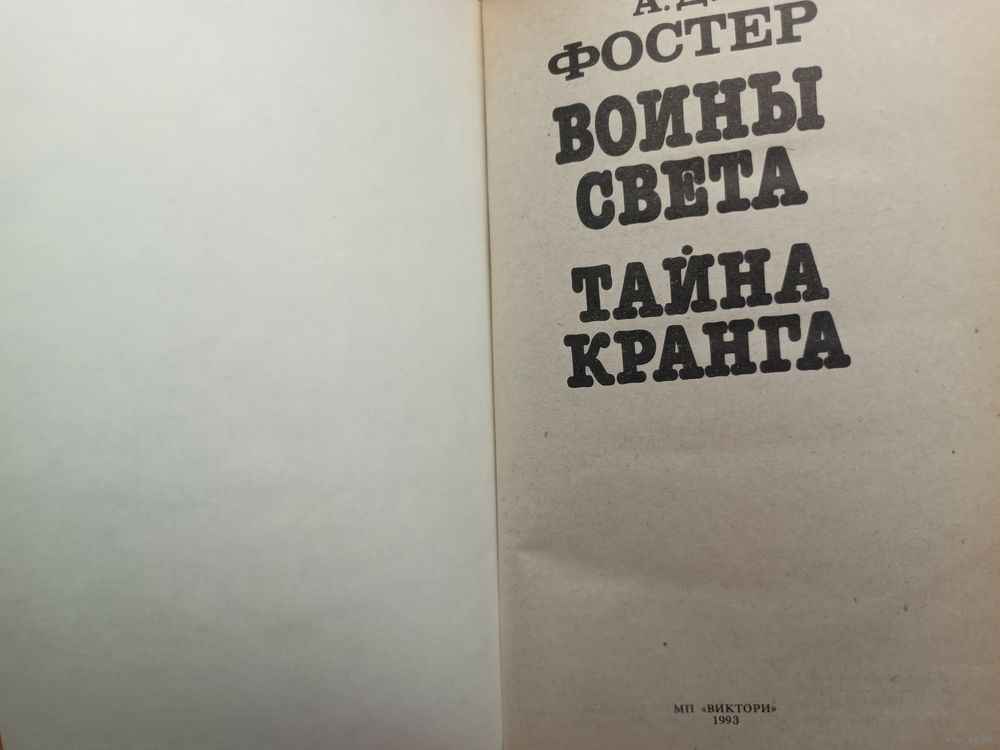 А. Д.
ФОСТЕР
ВОИНЫ
СВЕТА
ТАЙНА
КРАНГА
МП «ВИКТОРИ»
1993